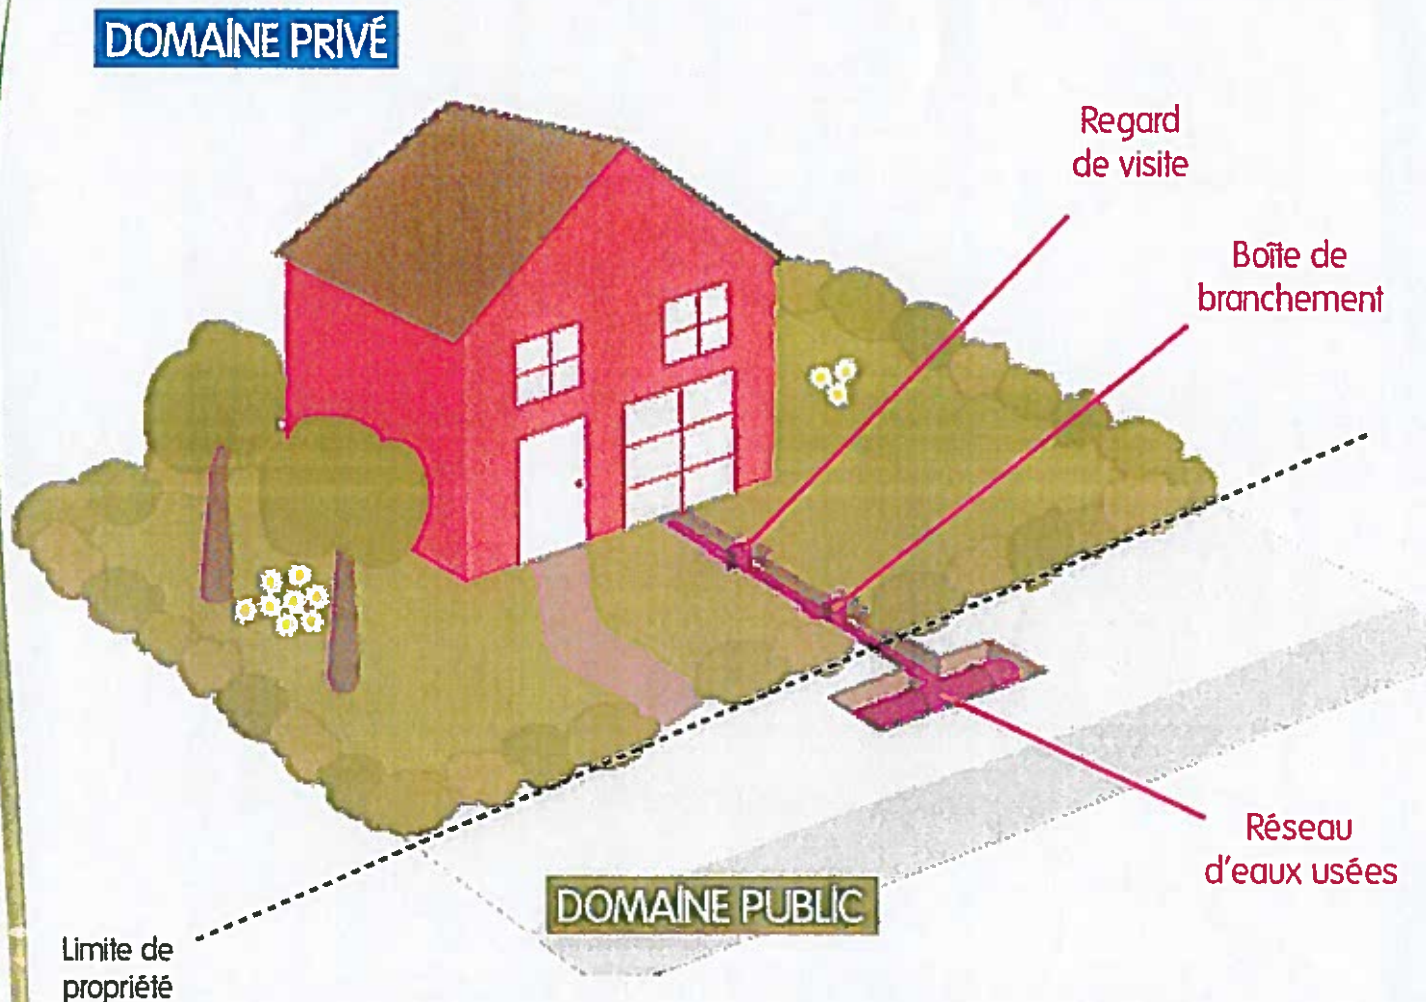 DOMAINE PRIVÉ
Regard
de visite
Boîte de
branchement
Réseau
d'eaux usées
DOMAINE PUBLIC
Limite de
propriété